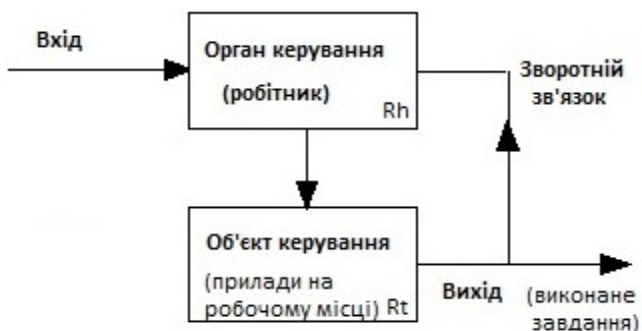 Вхід
Орган керування
(робітник)
Rh
Зворотній
зв'язок
Об'єкт керування
(прилади на
робочому місці) Rt
Вихід
(виконане
завдання)